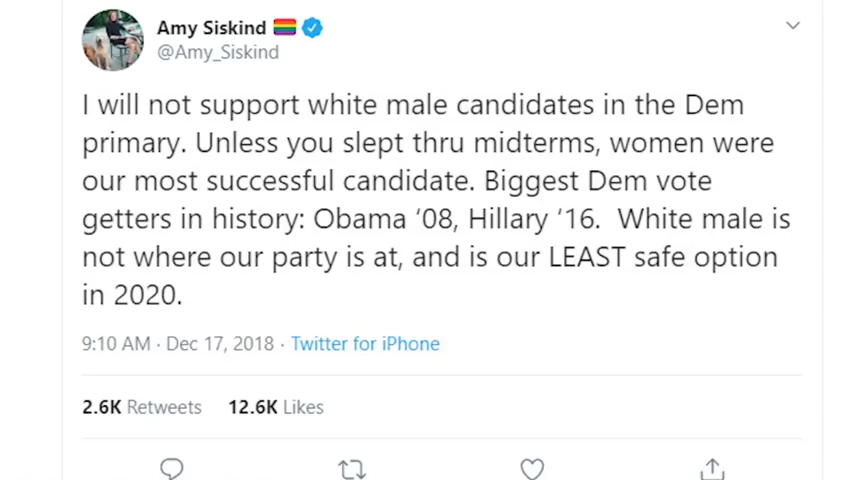 Amy Siskind
@Amy_Siskind
I will not support white male candidates in the Dem
primary. Unless you slept thru midterms, women were
our most successful candidate. Biggest Dem vote
getters in history: Obama ‘08, Hillary ‘16.  White male is
not where our party is at, and is our LEAST safe option
in 2020.
9:10 AM · Dec 17, 2018 · Twitter for iPhone
2.6K Retweets 12.6K Likes